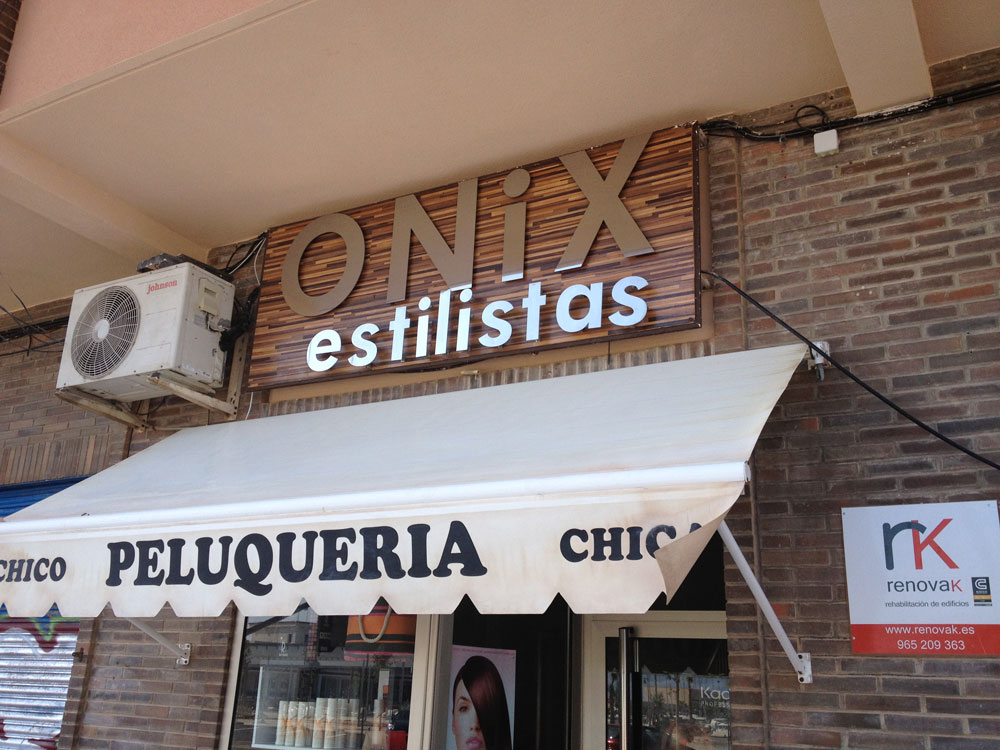 johnson
ONiX
estilistas
CHICO PELUQUERIA CHICA
rK
renovaK
rehabilitación de edificios
www.renovak.es
965 209 363